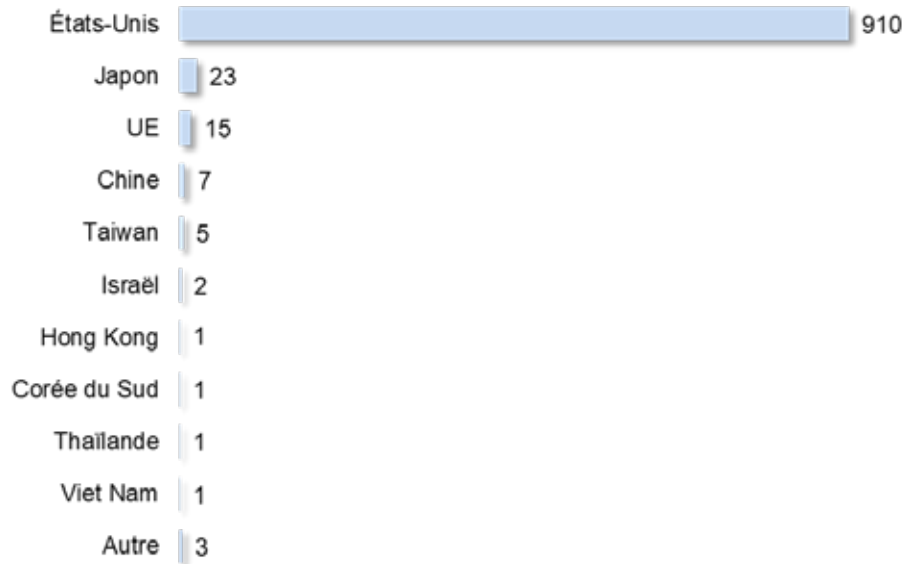 États-Unis 910
Japon 23
UE 15
Chine 7
Taiwan 5
Israël 2
Hong Kong 1
Corée du Sud 1
Thaïlande 1
Viet Nam 1
Autre 3